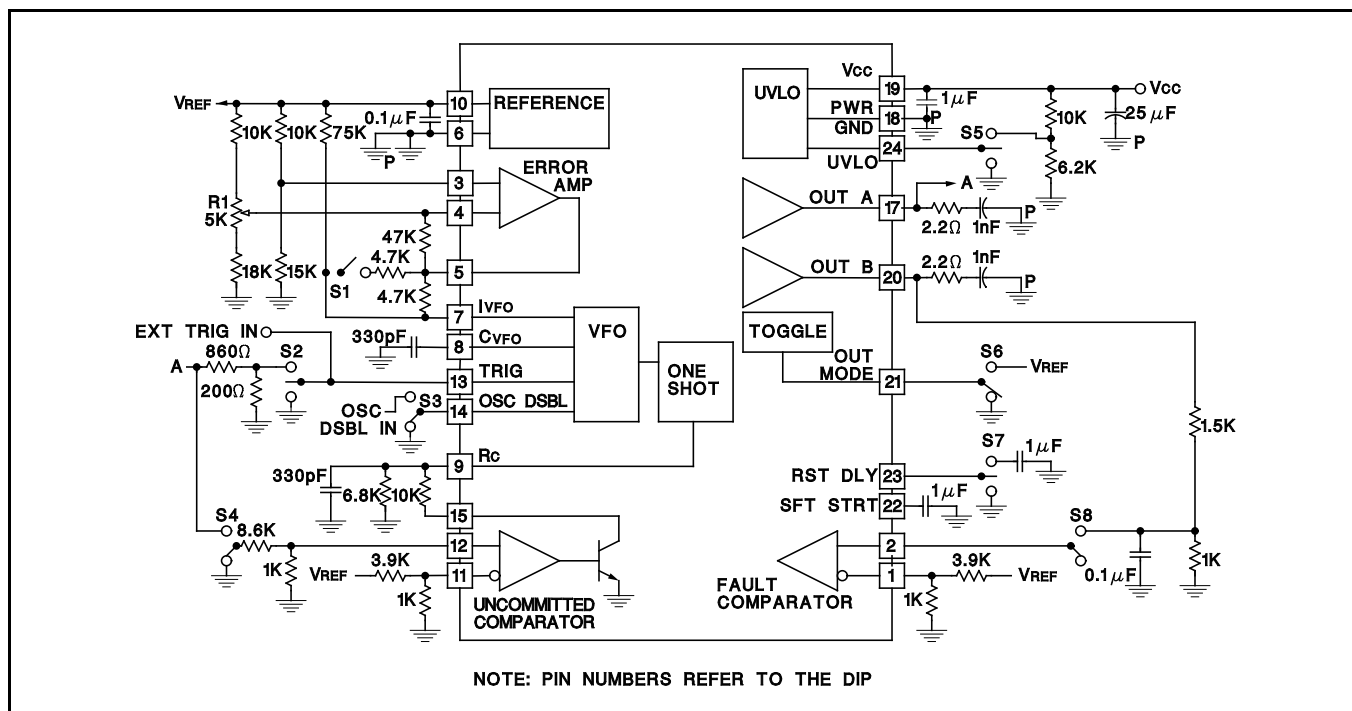 VREF
10K
10K
75K
0.1μF
P
10
6
REFERENCE
R1
5K
18K
15K
3
4
ERROR
AMP
47K
4.7K
S1
4.7K
5
7
IVFO
330pF
8
CVFO
VFO
EXT TRIG IN
A
860Ω
200Ω
S2
13
TRIG
S3
OSC
DSBL IN
14
OSC DSBL
ONE
SHOT
330pF
6.8K
10K
9
RC
15
S4
8.6K
1K
12
VREF
3.9K
1K
11
UNCOMMITTED
COMPARATOR
UVLO
VCC
19
1μF
PWR
GND
18
P
24
UVLO
S5
10K
6.2K
25μF
P
VCC
OUT A
17
A
2.2Ω
1nF
P
OUT B
20
2.2Ω
1nF
P
TOGGLE
OUT
MODE
21
S6
VREF
1.5K
RST DLY
23
S7
1μF
SFT STRT
22
1μF
2
S8
0.1μF
1K
FAULT
COMPARATOR
1
3.9K
VREF
1K
NOTE: PIN NUMBERS REFER TO THE DIP